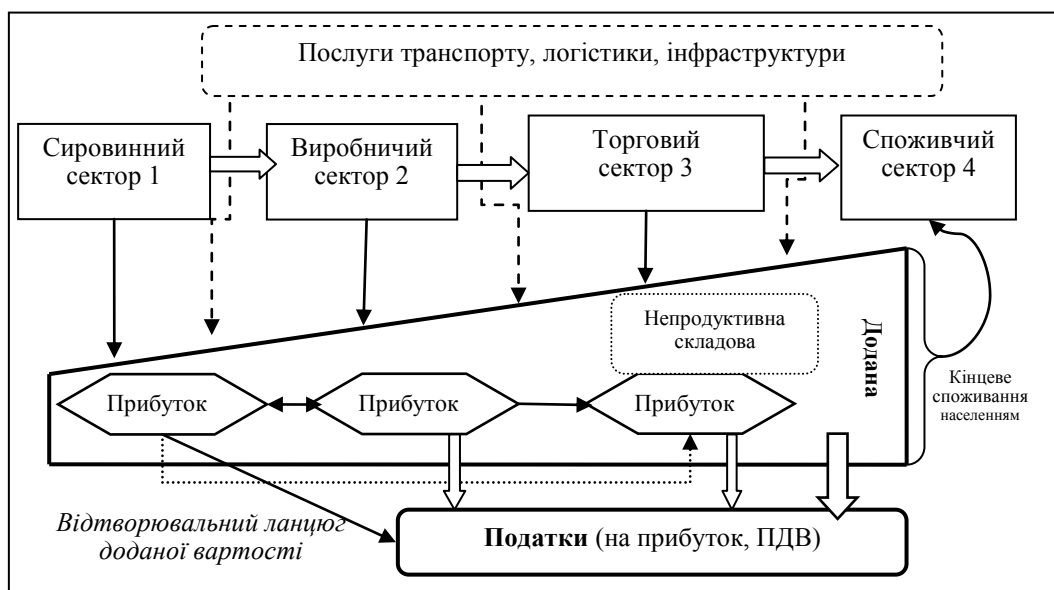 Послуги транспорту, логістики, інфраструктури
Сировинний
сектор 1
Виробничий
сектор 2
Торговий
сектор 3
Споживчий
сектор 4
Непродуктивна
складова
Додана
Кінцеве
споживання
населенням
Прибуток
Прибуток
Прибуток
Відтворювальний ланцюг
доданої вартості
Податки (на прибуток, ПДВ)